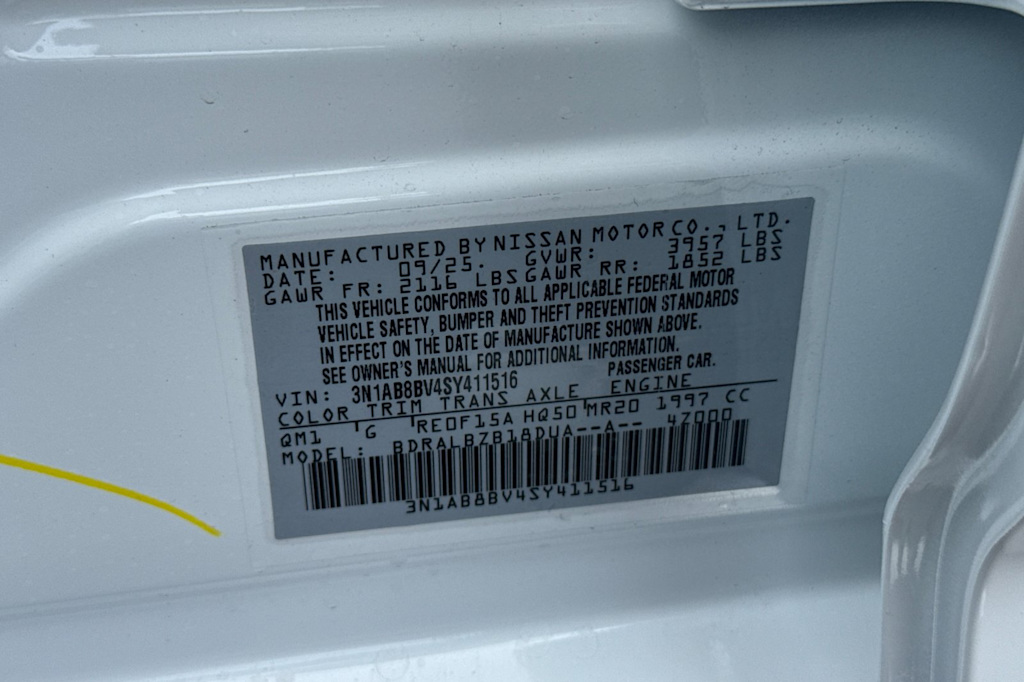 MANUFACTURED BY NISSAN MOTOR CO., LTD.
DATE: 09/25. GVWR: 3957 LBS
GAWR FR: 2116 LBS GAWR RR: 1852 LBS
THIS VEHICLE CONFORMS TO ALL APPLICABLE FEDERAL MOTOR
VEHICLE SAFETY, BUMPER AND THEFT PREVENTION STANDARDS
IN EFFECT ON THE DATE OF MANUFACTURE SHOWN ABOVE.
SEE OWNER'S MANUAL FOR ADDITIONAL INFORMATION.
VIN: 3N1AB8BV4SY411516 PASSENGER CAR.
COLOR TRIM TRANS AXLE ENGINE
QM1 G RE0F15A HQ50 MR20 1997 CC
MODEL: BDRALBZB18DUA--A-- 4Z000
3N1AB8BV4SY411516